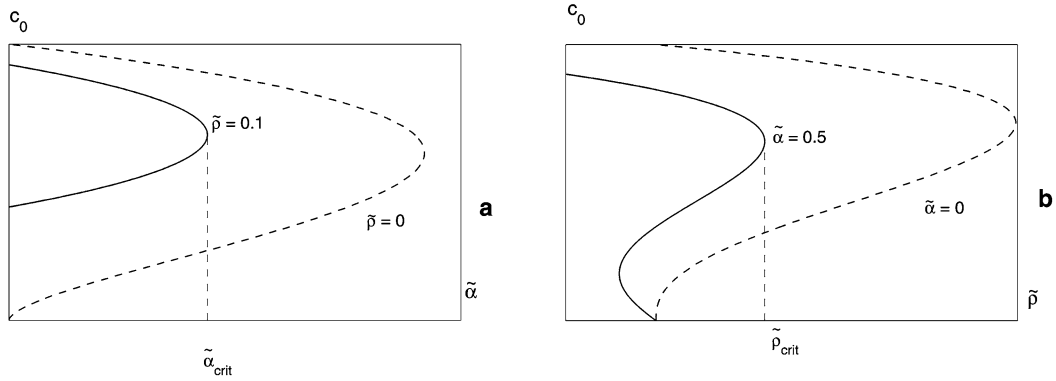 c₀
ρ̃ = 0.1
ρ̃ = 0
a
α̃
α̃crit
c₀
α̃ = 0.5
α̃ = 0
b
ρ̃
ρ̃crit